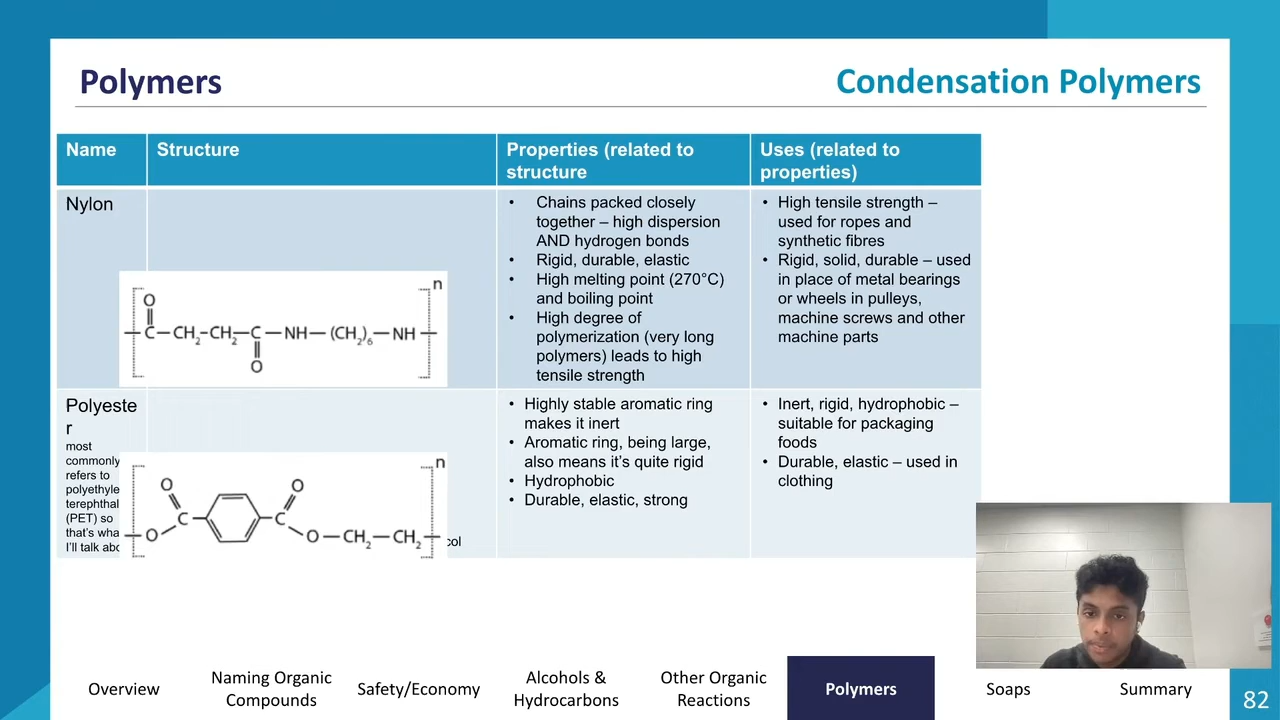 Polymers
Condensation Polymers
Name
Structure
Properties (related to
structure
Uses (related to
properties)
Nylon
O
C–CH2–CH2–C–NH–(CH2)6–NH
O
n
• Chains packed closely
together – high dispersion
AND hydrogen bonds
• Rigid, durable, elastic
• High melting point (270°C)
and boiling point
• High degree of
polymerization (very long
polymers) leads to high
tensile strength
• High tensile strength –
used for ropes and
synthetic fibres
• Rigid, solid, durable – used
in place of metal bearings
or wheels in pulleys,
machine screws and other
machine parts
Polyeste
r
most
commonly
refers to
polyethyle
terephthal
(PET) so
that's wha
I'll talk abo
n
O
O
C
C
O
O–CH2–CH2
col
• Highly stable aromatic ring
makes it inert
• Aromatic ring, being large,
also means it's quite rigid
• Hydrophobic
• Durable, elastic, strong
• Inert, rigid, hydrophobic –
suitable for packaging
foods
• Durable, elastic – used in
clothing
Overview
Naming Organic
Compounds
Safety/Economy
Alcohols &
Hydrocarbons
Other Organic
Reactions
Polymers
Soaps
Summary
82